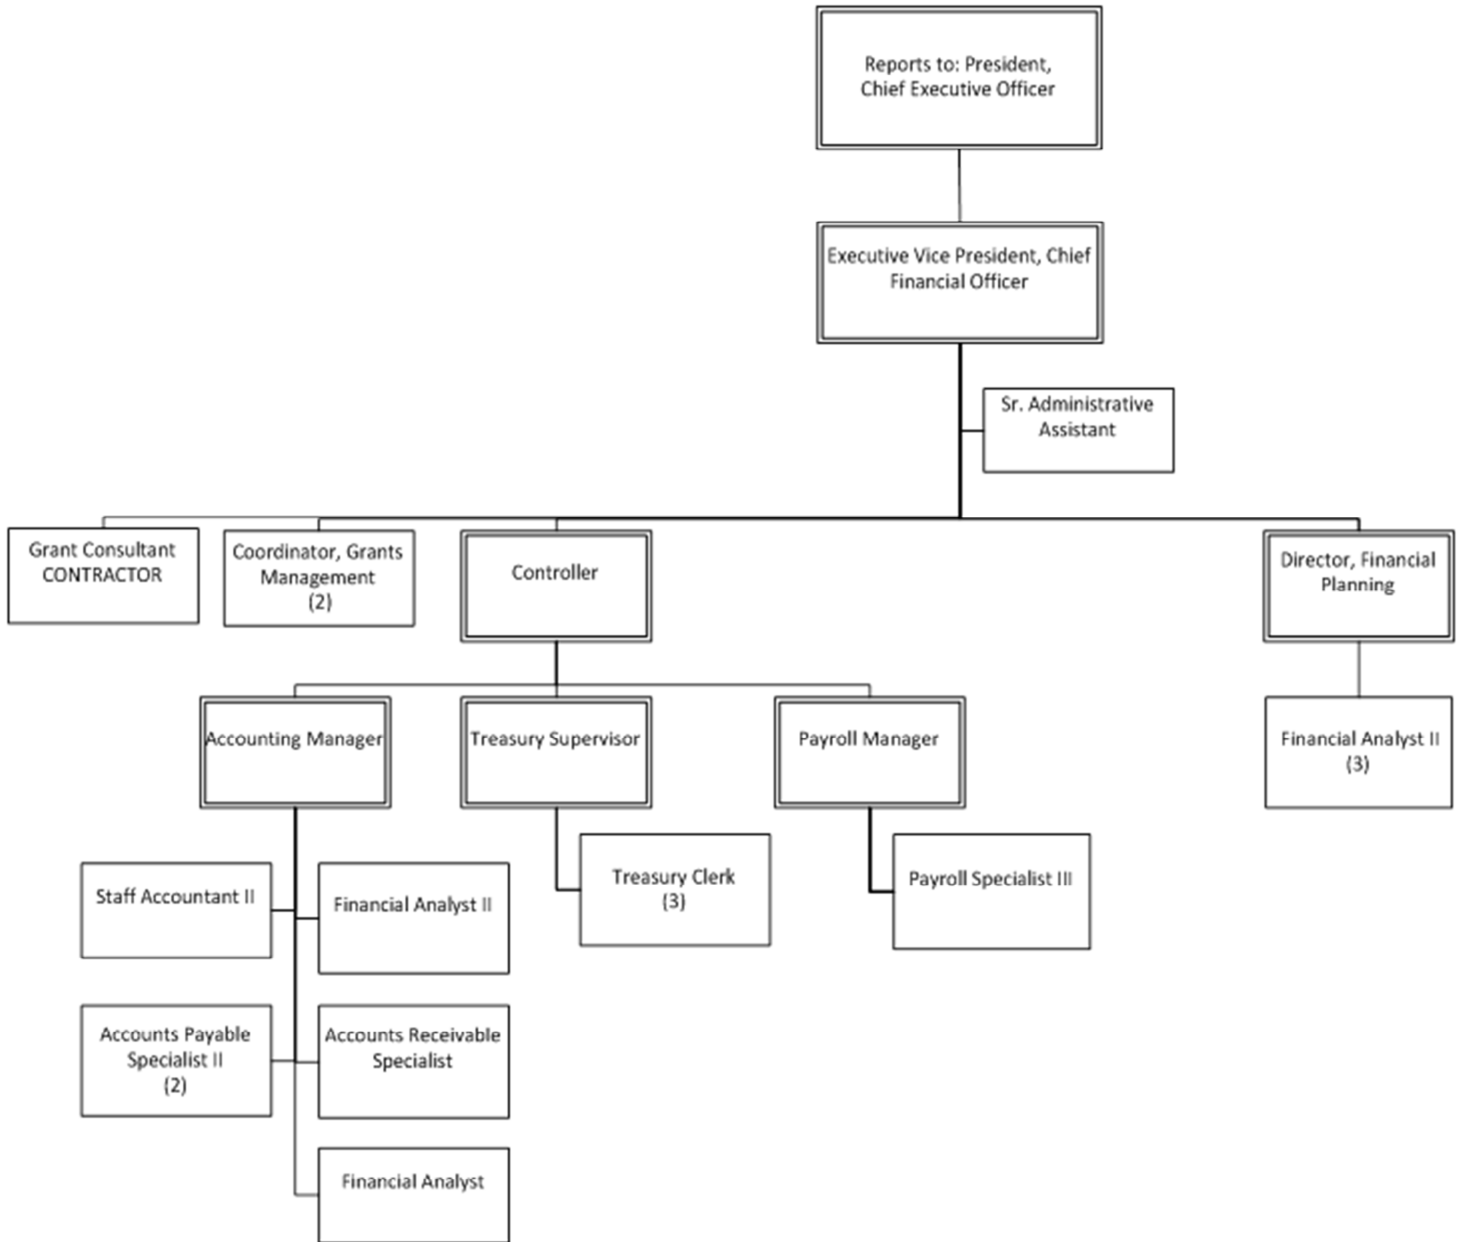 Reports to: President,
Chief Executive Officer
Executive Vice President, Chief
Financial Officer
Sr. Administrative
Assistant
Grant Consultant
CONTRACTOR
Coordinator, Grants
Management
(2)
Controller
Director, Financial
Planning
Accounting Manager
Treasury Supervisor
Payroll Manager
Financial Analyst II
(3)
Staff Accountant II
Financial Analyst II
Treasury Clerk
(3)
Payroll Specialist III
Accounts Payable
Specialist II
(2)
Accounts Receivable
Specialist
Financial Analyst